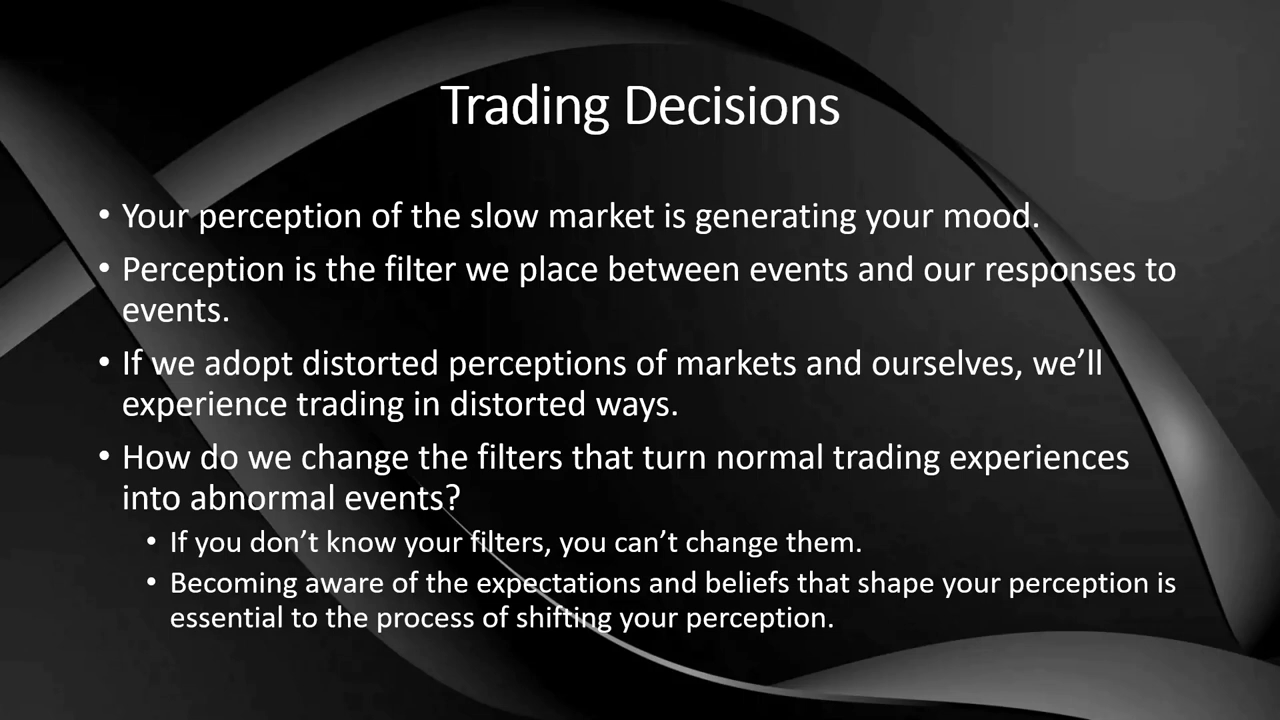 Trading Decisions
• Your perception of the slow market is generating your mood.
• Perception is the filter we place between events and our responses to
events.
• If we adopt distorted perceptions of markets and ourselves, we’ll
experience trading in distorted ways.
• How do we change the filters that turn normal trading experiences
into abnormal events?
• If you don’t know your filters, you can’t change them.
• Becoming aware of the expectations and beliefs that shape your perception is
essential to the process of shifting your perception.